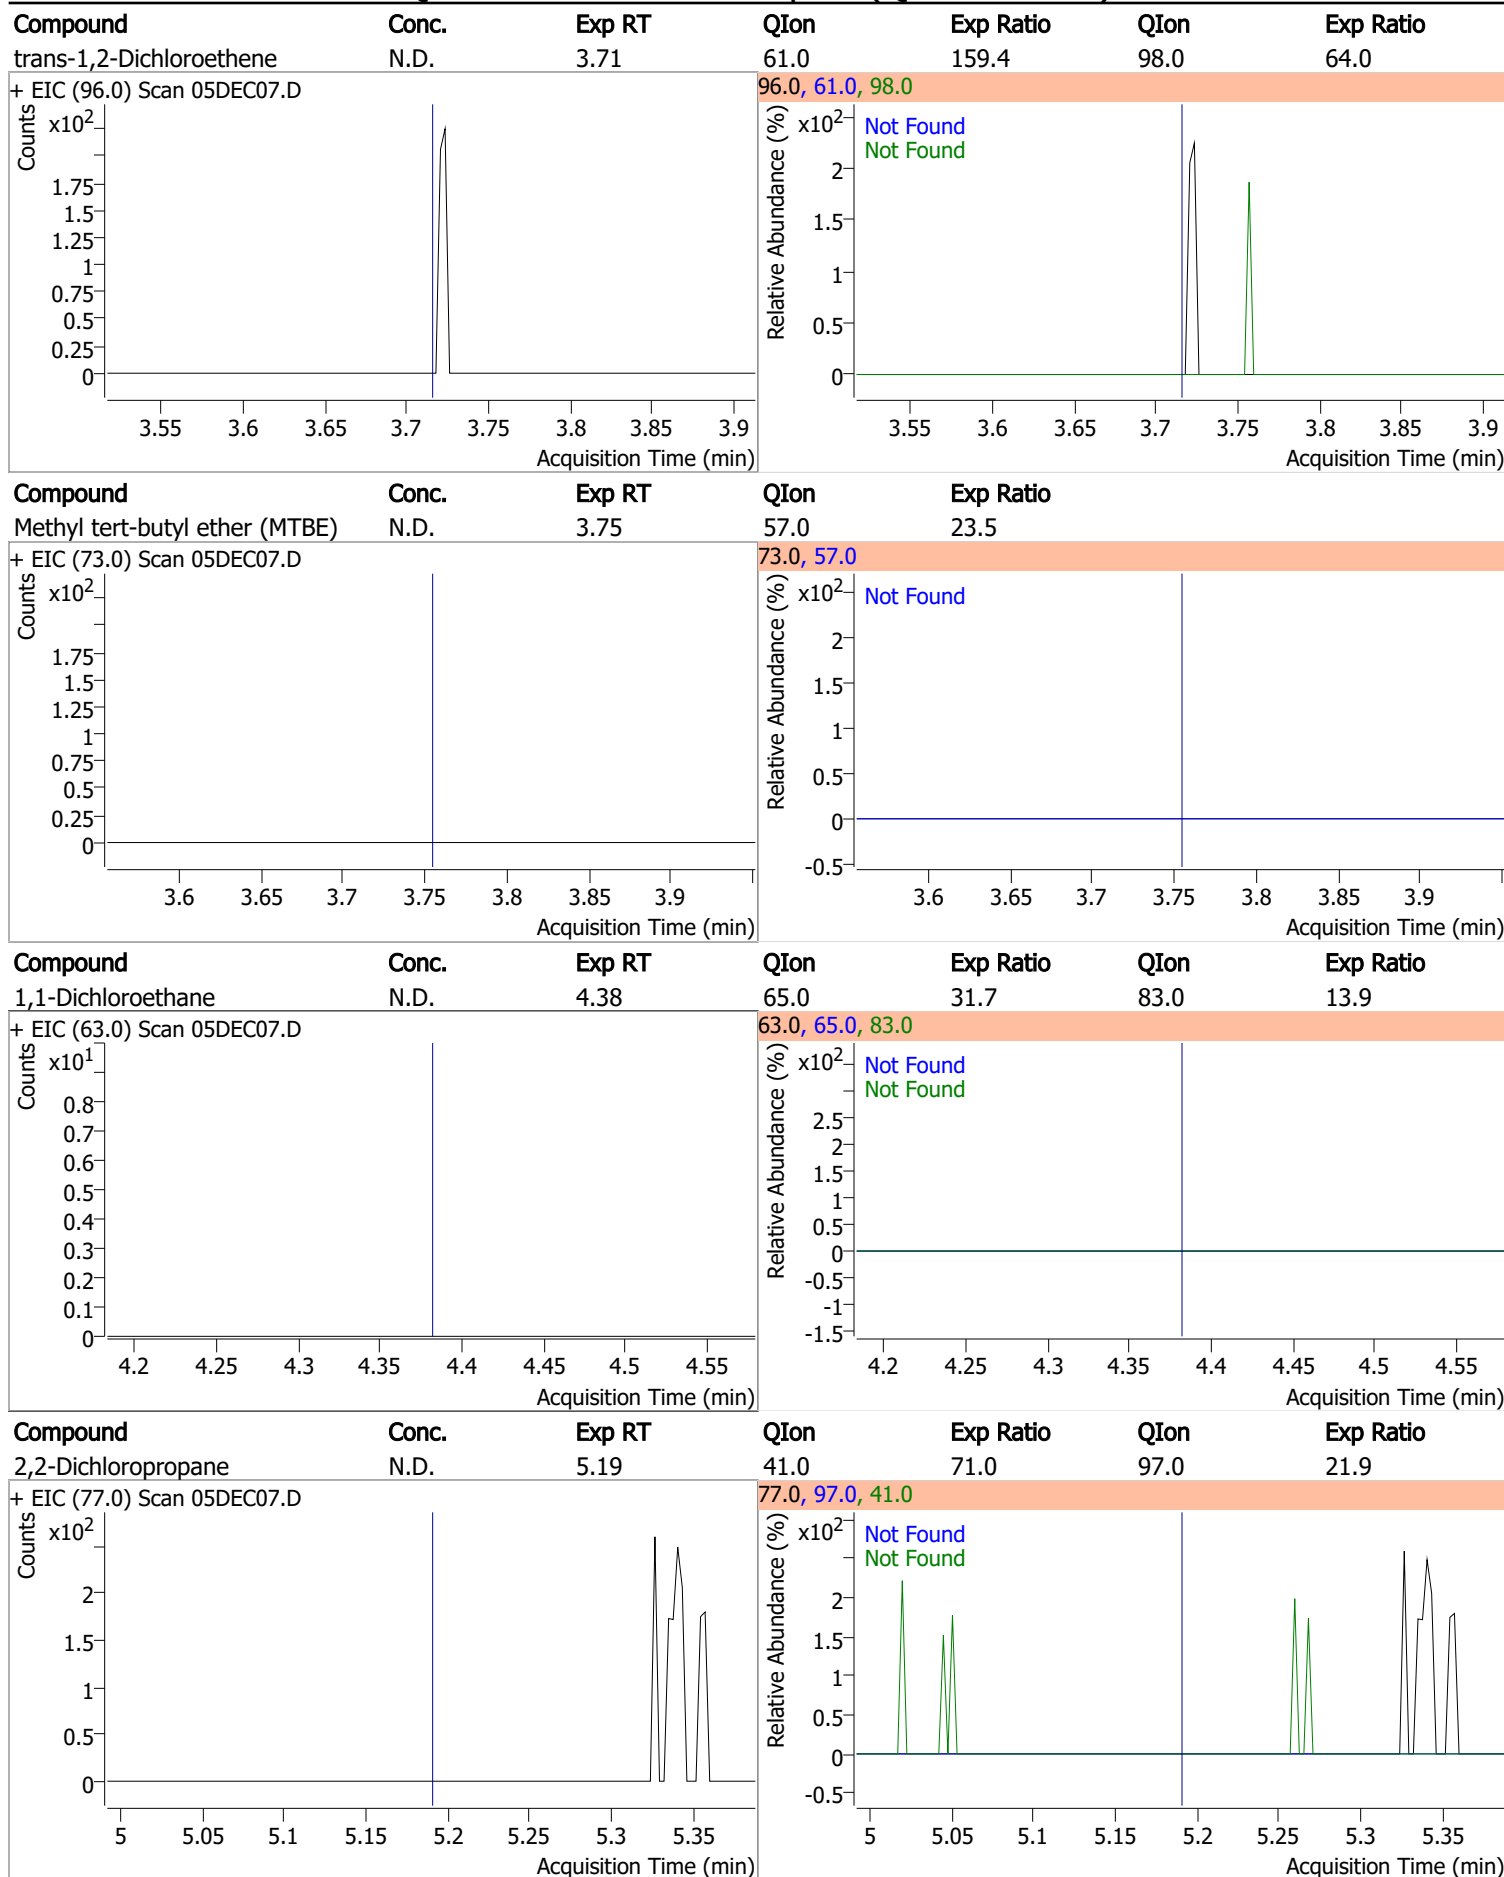 Compound Conc. Exp RT QIon Exp Ratio QIon Exp Ratio
trans-1,2-Dichloroethene N.D. 3.71 61.0 159.4 98.0 64.0
+ EIC (96.0) Scan 05DEC07.D
96.0, 61.0, 98.0
Counts
x10²
1.75
1.5
1.25
1
0.75
0.5
0.25
0
3.55 3.6 3.65 3.7 3.75 3.8 3.85 3.9
Acquisition Time (min)
Relative Abundance (%)
x10²
Not Found
Not Found
2
1.5
1
0.5
0
3.55 3.6 3.65 3.7 3.75 3.8 3.85 3.9
Acquisition Time (min)
Compound Conc. Exp RT QIon Exp Ratio
Methyl tert-butyl ether (MTBE) N.D. 3.75 57.0 23.5
+ EIC (73.0) Scan 05DEC07.D
73.0, 57.0
Counts
x10²
1.75
1.5
1.25
1
0.75
0.5
0.25
0
3.6 3.65 3.7 3.75 3.8 3.85 3.9
Acquisition Time (min)
Relative Abundance (%)
x10²
Not Found
2
1.5
1
0.5
0
-0.5
3.6 3.65 3.7 3.75 3.8 3.85 3.9
Acquisition Time (min)
Compound Conc. Exp RT QIon Exp Ratio QIon Exp Ratio
1,1-Dichloroethane N.D. 4.38 65.0 31.7 83.0 13.9
+ EIC (63.0) Scan 05DEC07.D
63.0, 65.0, 83.0
Counts
x10¹
0.8
0.7
0.6
0.5
0.4
0.3
0.2
0.1
0
4.2 4.25 4.3 4.35 4.4 4.45 4.5 4.55
Acquisition Time (min)
Relative Abundance (%)
x10²
Not Found
Not Found
2.5
2
1.5
1
0.5
0
-0.5
-1
-1.5
4.2 4.25 4.3 4.35 4.4 4.45 4.5 4.55
Acquisition Time (min)
Compound Conc. Exp RT QIon Exp Ratio QIon Exp Ratio
2,2-Dichloropropane N.D. 5.19 41.0 71.0 97.0 21.9
+ EIC (77.0) Scan 05DEC07.D
77.0, 97.0, 41.0
Counts
x10²
2
1.5
1
0.5
0
5 5.05 5.1 5.15 5.2 5.25 5.3 5.35
Acquisition Time (min)
Relative Abundance (%)
x10²
Not Found
Not Found
2
1.5
1
0.5
0
-0.5
5 5.05 5.1 5.15 5.2 5.25 5.3 5.35
Acquisition Time (min)